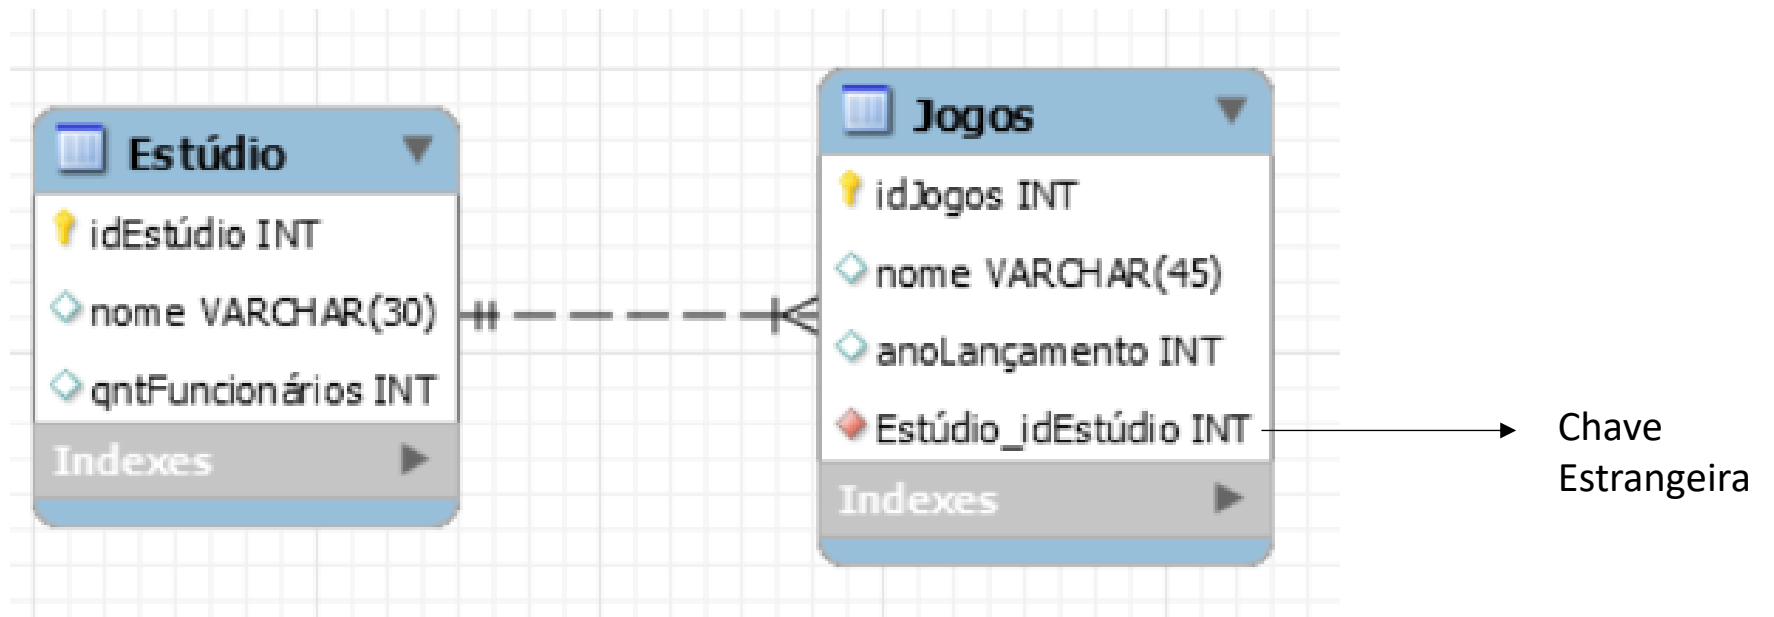 Estúdio
idEstúdio INT
nome VARCHAR(30)
qntFuncionários INT
Indexes
Jogos
idJogos INT
nome VARCHAR(45)
anoLançamento INT
Estúdio_idEstúdio INT
Indexes
Chave
Estrangeira